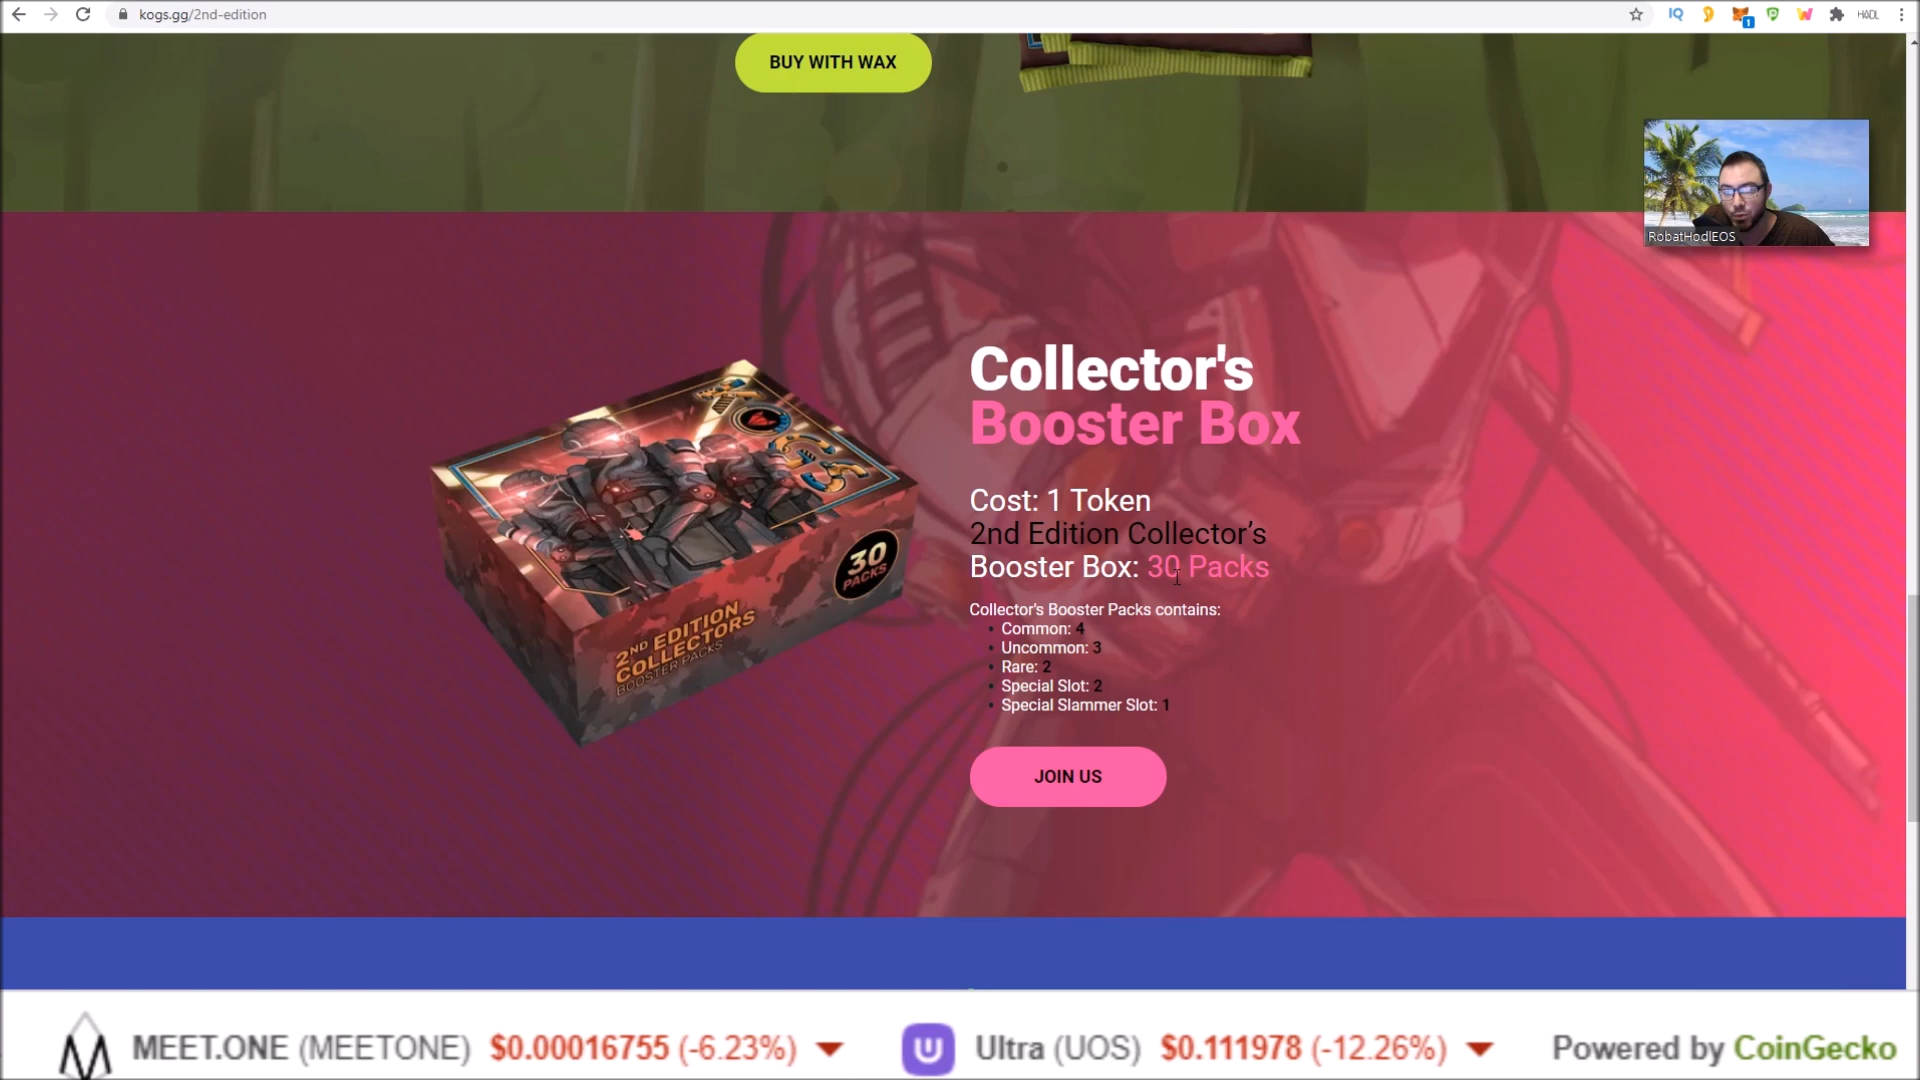 kogs.gg/2nd-edition
BUY WITH WAX
RobatHodlEOS
Collector's
Booster Box
Cost: 1 Token
2nd Edition Collector’s
Booster Box: 30 Packs
Collector's Booster Packs contains:
Common: 4
Uncommon: 3
Rare: 2
Special Slot: 2
Special Slammer Slot: 1
JOIN US
30
PACKS
2ND EDITION
COLLECTORS
BOOSTER PACKS
MEET.ONE (MEETONE) $0.00016755 (-6.23%)
Ultra (UOS) $0.111978 (-12.26%)
Powered by CoinGecko